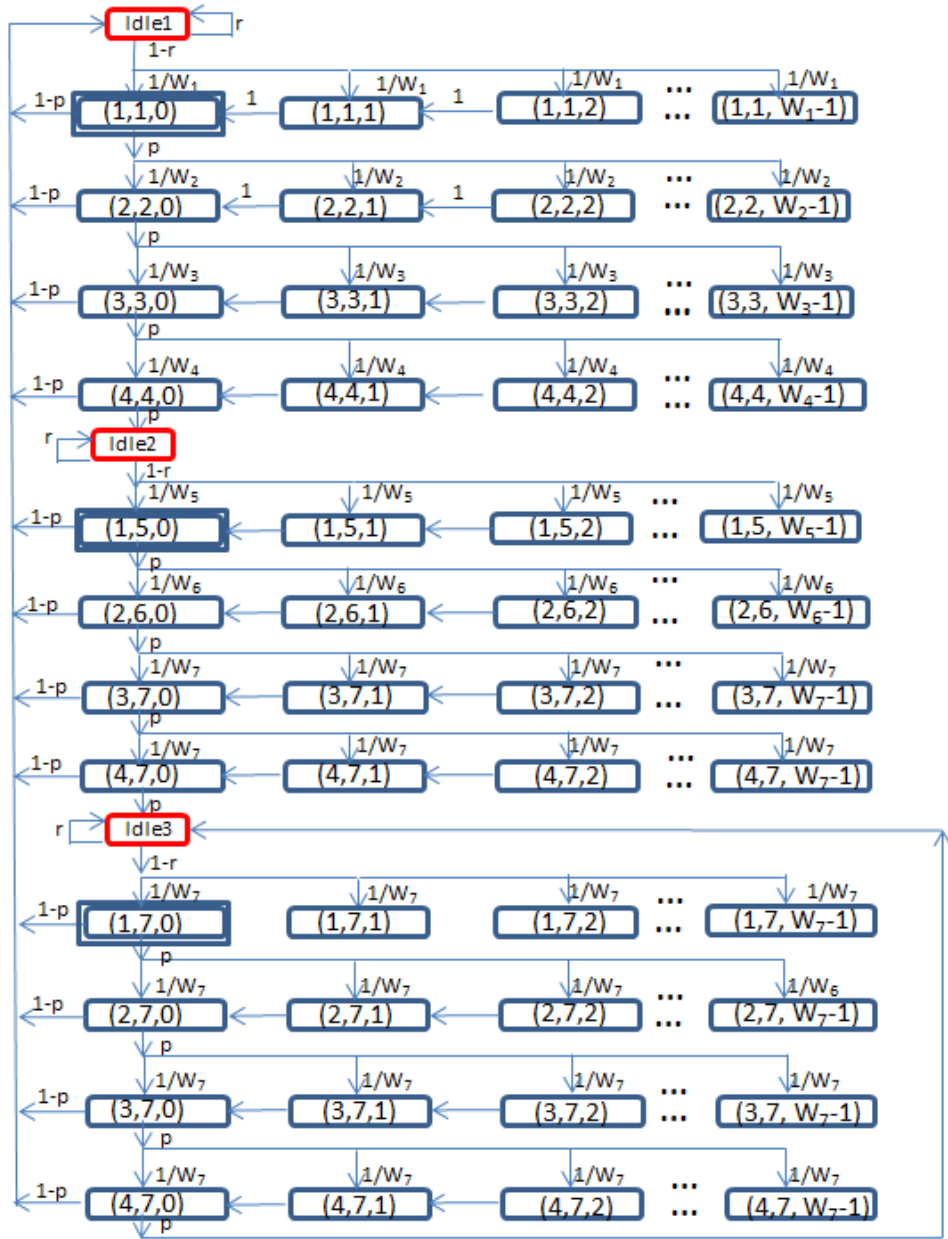 Idle1 r
1-r
1/W₁ 1/W₁ 1/W₁ ... 1/W₁
1-p (1,1,0) 1 (1,1,1) 1 (1,1,2) ... (1,1, W₁-1)
p
1/W₂ 1/W₂ 1/W₂ ... 1/W₂
1-p (2,2,0) 1 (2,2,1) 1 (2,2,2) ... (2,2, W₂-1)
p
1/W₃ 1/W₃ 1/W₃ ... 1/W₃
1-p (3,3,0) (3,3,1) (3,3,2) ... (3,3, W₃-1)
p
1/W₄ 1/W₄ 1/W₄ ... 1/W₄
1-p (4,4,0) (4,4,1) (4,4,2) ... (4,4, W₄-1)
p
r Idle2
1-r
1/W₅ 1/W₅ 1/W₅ ... 1/W₅
1-p (1,5,0) (1,5,1) (1,5,2) ... (1,5, W₅-1)
p
1/W₆ 1/W₆ 1/W₆ ... 1/W₆
1-p (2,6,0) (2,6,1) (2,6,2) ... (2,6, W₆-1)
p
1/W₇ 1/W₇ 1/W₇ ... 1/W₇
1-p (3,7,0) (3,7,1) (3,7,2) ... (3,7, W₇-1)
p
1/W₇ 1/W₇ 1/W₇ ... 1/W₇
1-p (4,7,0) (4,7,1) (4,7,2) ... (4,7, W₇-1)
p
r Idle3
1-r
1/W₇ 1/W₇ 1/W₇ ... 1/W₇
1-p (1,7,0) (1,7,1) (1,7,2) ... (1,7, W₇-1)
p
1/W₇ 1/W₇ 1/W₇ ... 1/W₆
1-p (2,7,0) (2,7,1) (2,7,2) ... (2,7, W₇-1)
p
1/W₇ 1/W₇ 1/W₇ ... 1/W₇
1-p (3,7,0) (3,7,1) (3,7,2) ... (3,7, W₇-1)
p
1/W₇ 1/W₇ 1/W₇ ... 1/W₇
1-p (4,7,0) (4,7,1) (4,7,2) ... (4,7, W₇-1)
p